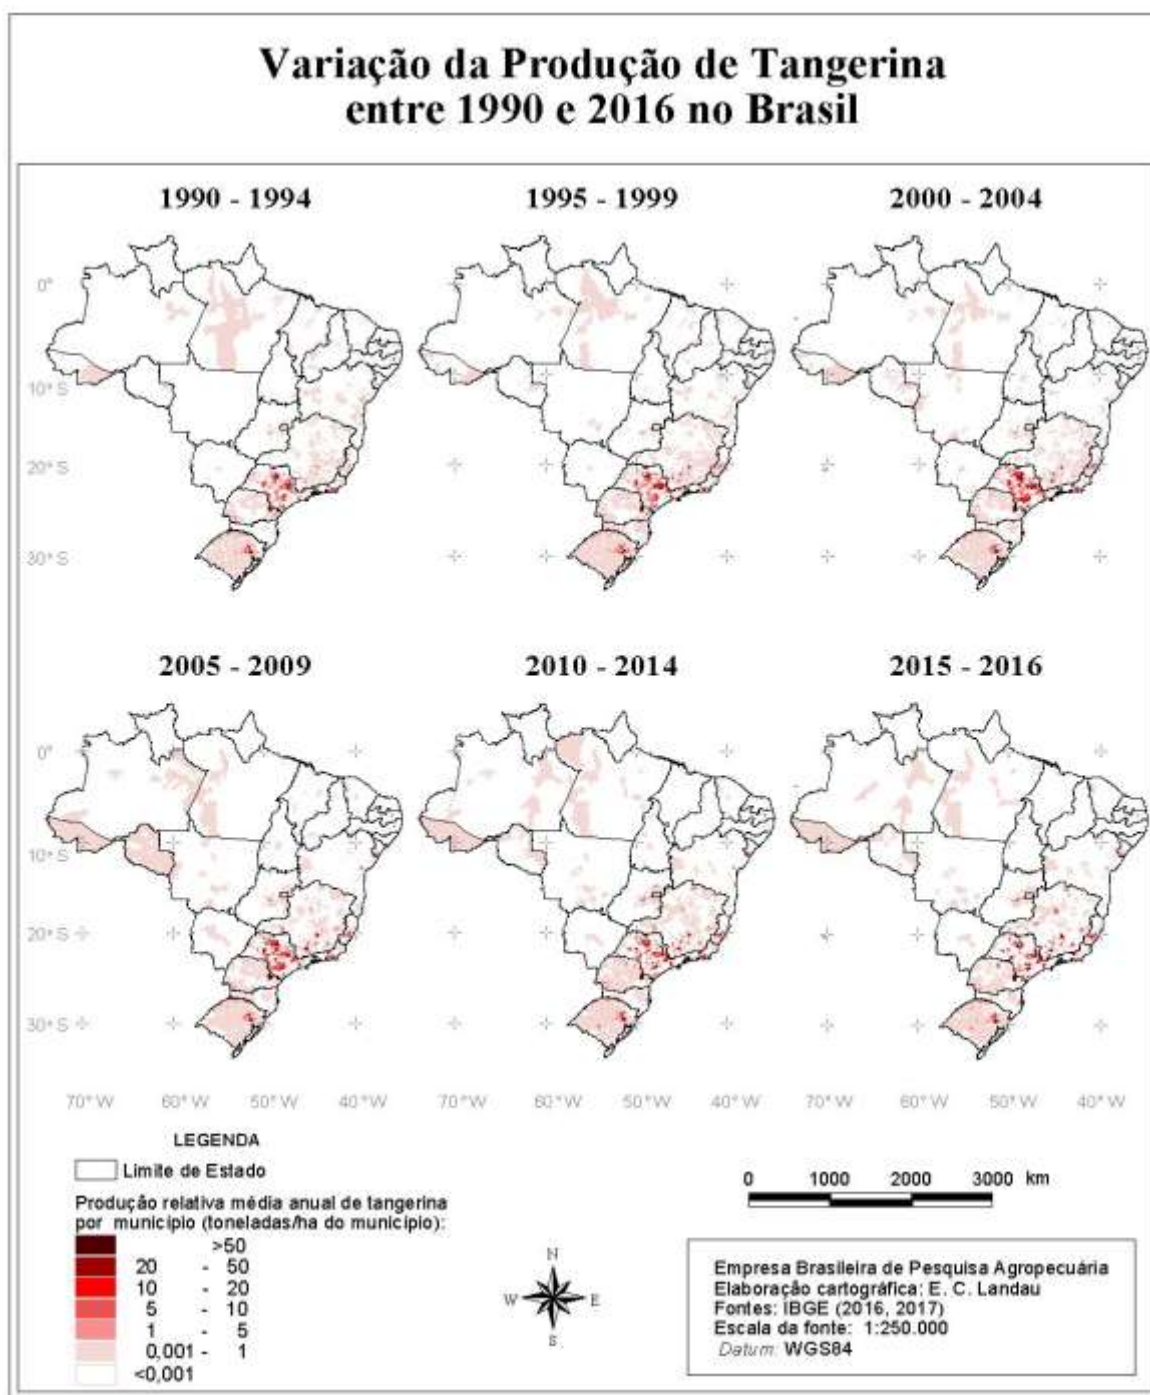 Variação da Produção de Tangerina
entre 1990 e 2016 no Brasil
1990 - 1994 1995 - 1999 2000 - 2004
0°
10° S
20° S
30° S
2005 - 2009 2010 - 2014 2015 - 2016
0°
10° S
20° S
30° S
70° W 60° W 50° W 40° W 70° W 60° W 50° W 40° W 70° W 60° W 50° W 40° W
LEGENDA
Limite de Estado
Produção relativa média anual de tangerina
por município (toneladas/ha do município):
>50
20 - 50
10 - 20
5 - 10
1 - 5
0,001 - 1
<0,001
0 1000 2000 3000 km
N
W E
S
Empresa Brasileira de Pesquisa Agropecuária
Elaboração cartográfica: E. C. Landau
Fontes: IBGE (2016, 2017)
Escala da fonte: 1:250.000
Datum: WGS84